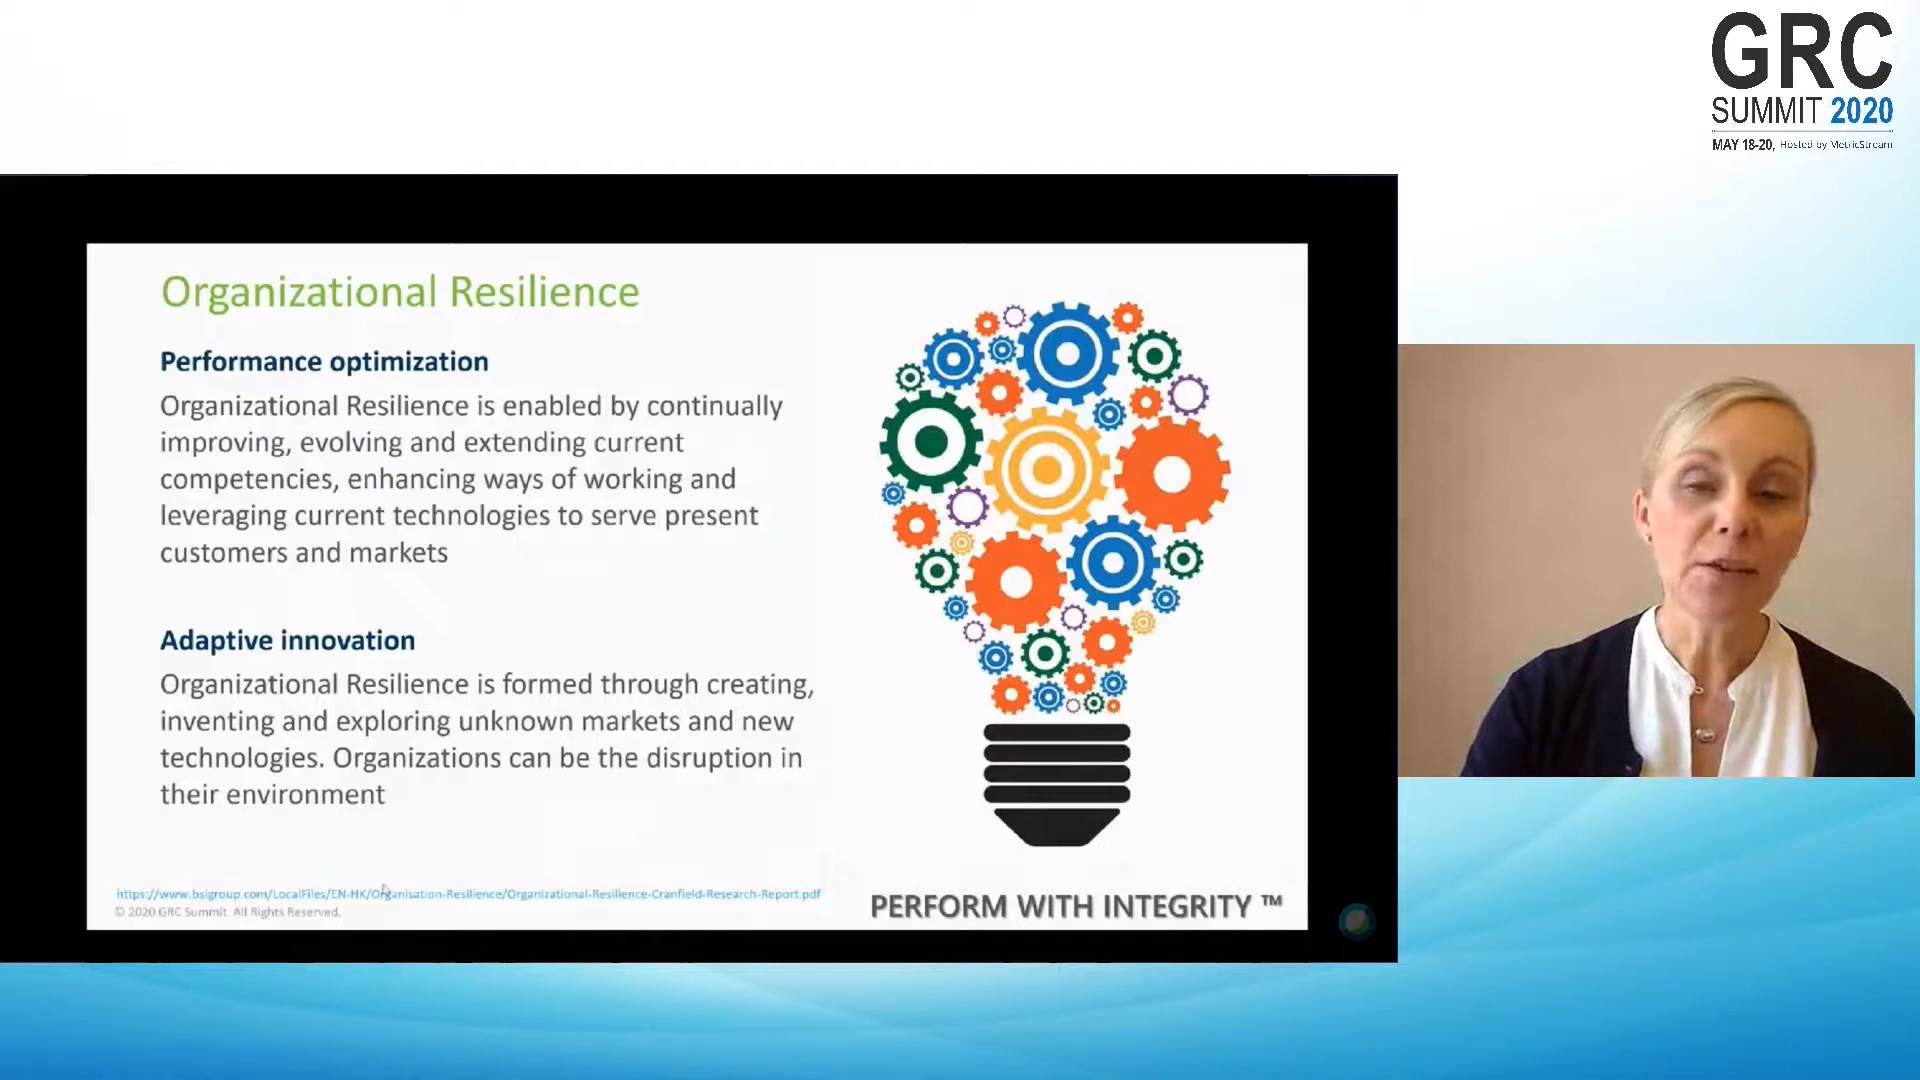 GRC
SUMMIT 2020
MAY 18-20, Hosted by MetricStream
Organizational Resilience
Performance optimization
Organizational Resilience is enabled by continually
improving, evolving and extending current
competencies, enhancing ways of working and
leveraging current technologies to serve present
customers and markets
Adaptive innovation
Organizational Resilience is formed through creating,
inventing and exploring unknown markets and new
technologies. Organizations can be the disruption in
their environment
https://www.bsigroup.com/LocalFiles/EN-HK/Organisation-Resilience/Organizational-Resilience-Cranfield-Research-Report.pdf
© 2020 GRC Summit. All Rights Reserved.
PERFORM WITH INTEGRITY ™